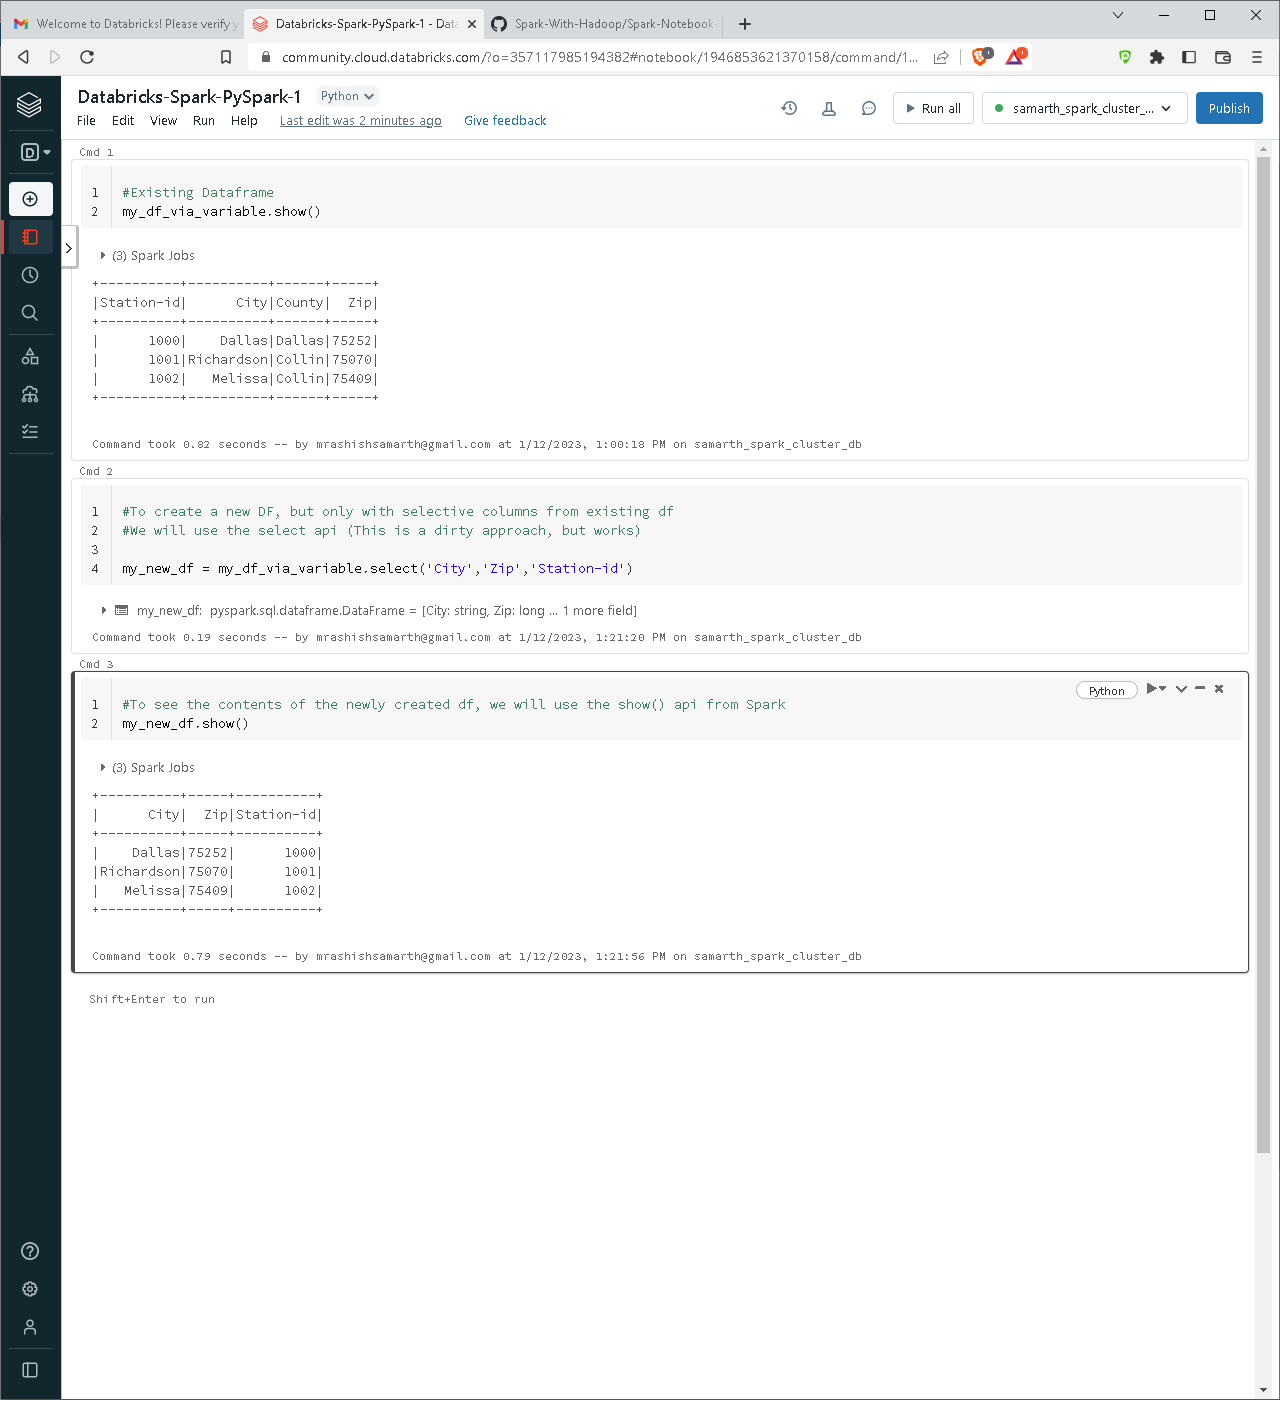 Welcome to Databricks! Please verify y
Databricks-Spark-PySpark-1 - Data
Spark-With-Hadoop/Spark-Notebook
community.cloud.databricks.com/?o=357117985194382#notebook/1946853621370158/command/1...
Databricks-Spark-PySpark-1
Python
File Edit View Run Help Last edit was 2 minutes ago Give feedback
Run all
samarth_spark_cluster_...
Publish
D
Cmd 1
1 #Existing Dataframe
2 my_df_via_variable.show()
(3) Spark Jobs
+----------+----------+------+-----+
|Station-id|      City|County|  Zip|
+----------+----------+------+-----+
|      1000|    Dallas|Dallas|75252|
|      1001|Richardson|Collin|75070|
|      1002|   Melissa|Collin|75409|
+----------+----------+------+-----+
Command took 0.82 seconds -- by mrashishsamarth@gmail.com at 1/12/2023, 1:00:18 PM on samarth_spark_cluster_db
Cmd 2
1 #To create a new DF, but only with selective columns from existing df
2 #We will use the select api (This is a dirty approach, but works)
3
4 my_new_df = my_df_via_variable.select('City','Zip','Station-id')
my_new_df: pyspark.sql.dataframe.DataFrame = [City: string, Zip: long ... 1 more field]
Command took 0.19 seconds -- by mrashishsamarth@gmail.com at 1/12/2023, 1:21:20 PM on samarth_spark_cluster_db
Cmd 3
Python
1 #To see the contents of the newly created df, we will use the show() api from Spark
2 my_new_df.show()
(3) Spark Jobs
+----------+-----+----------+
|      City|  Zip|Station-id|
+----------+-----+----------+
|    Dallas|75252|      1000|
|Richardson|75070|      1001|
|   Melissa|75409|      1002|
+----------+-----+----------+
Command took 0.79 seconds -- by mrashishsamarth@gmail.com at 1/12/2023, 1:21:56 PM on samarth_spark_cluster_db
Shift+Enter to run